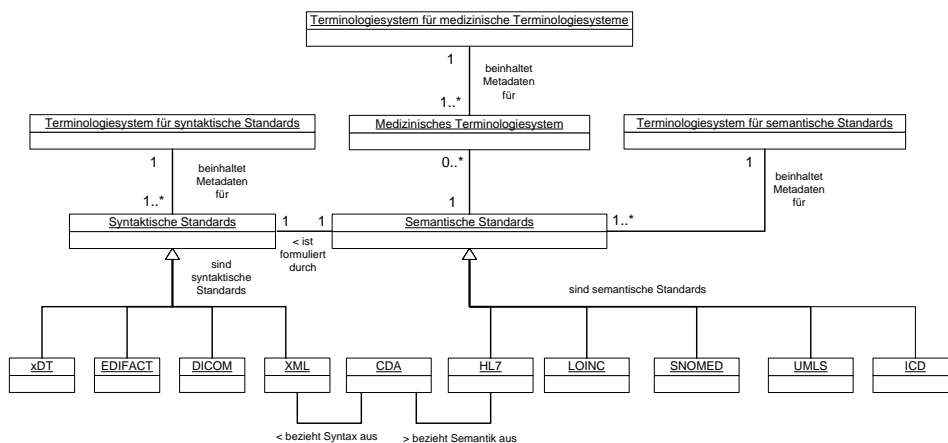 Terminologiesystem für medizinische Terminologiesysteme
1
beinhaltet
Metadaten
für
1..*
Terminologiesystem für syntaktische Standards
Medizinisches Terminologiesystem
Terminologiesystem für semantische Standards
1
beinhaltet
Metadaten
für
1..*
0..*
1
1
beinhaltet
Metadaten
für
1..*
Syntaktische Standards
1
1
Semantische Standards
< ist
formuliert
durch
sind
syntaktische
Standards
sind semantische Standards
xDT
EDIFACT
DICOM
XML
CDA
HL7
LOINC
SNOMED
UMLS
ICD
< bezieht Syntax aus
> bezieht Semantik aus